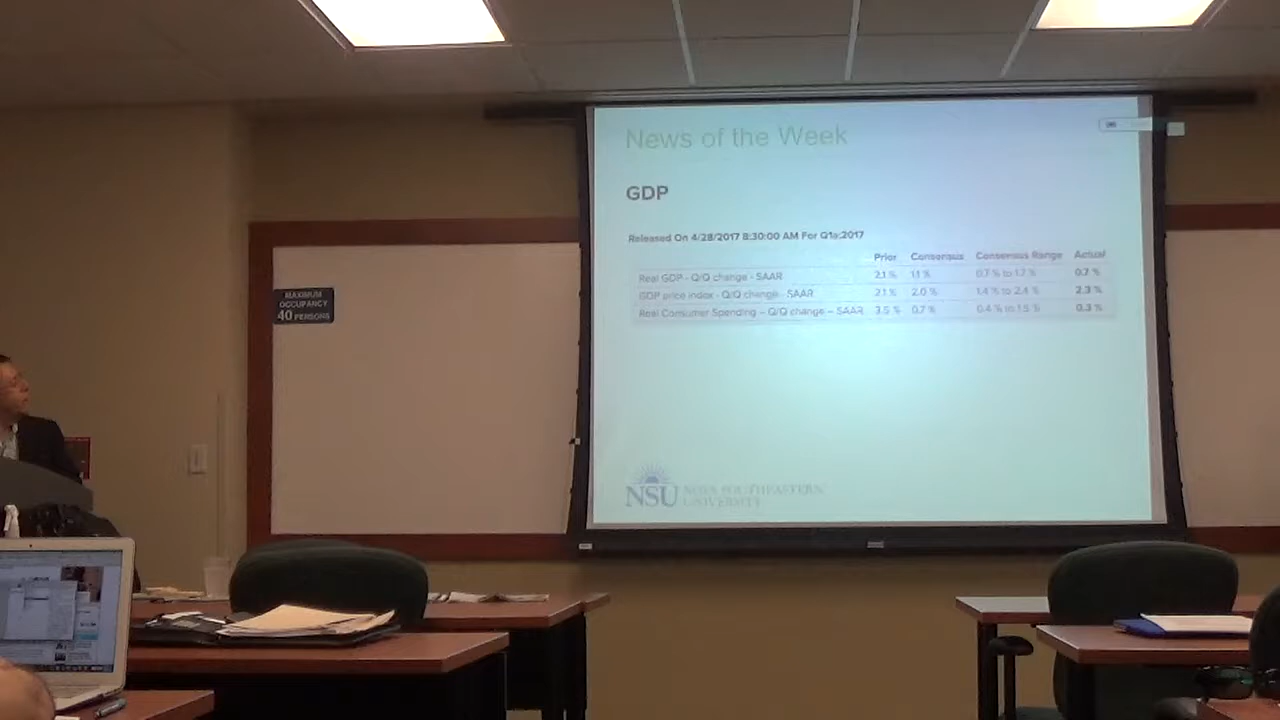 News of the Week
GDP
Released On 4/28/2017 8:30:00 AM For Q1a:2017
Prior Consensus Consensus Range Actual
Real GDP - Q/Q change - SAAR 2.1 % 1.1 % 0.7 % to 1.7 % 0.7 %
GDP price index - Q/Q change - SAAR 2.1 % 2.0 % 1.4 % to 2.4 % 2.3 %
Real Consumer Spending – Q/Q change – SAAR 3.5 % 0.7 % 0.4 % to 1.5 % 0.3 %
MAXIMUM
OCCUPANCY
40 PERSONS
NSU NOVA SOUTHEASTERN
UNIVERSITY